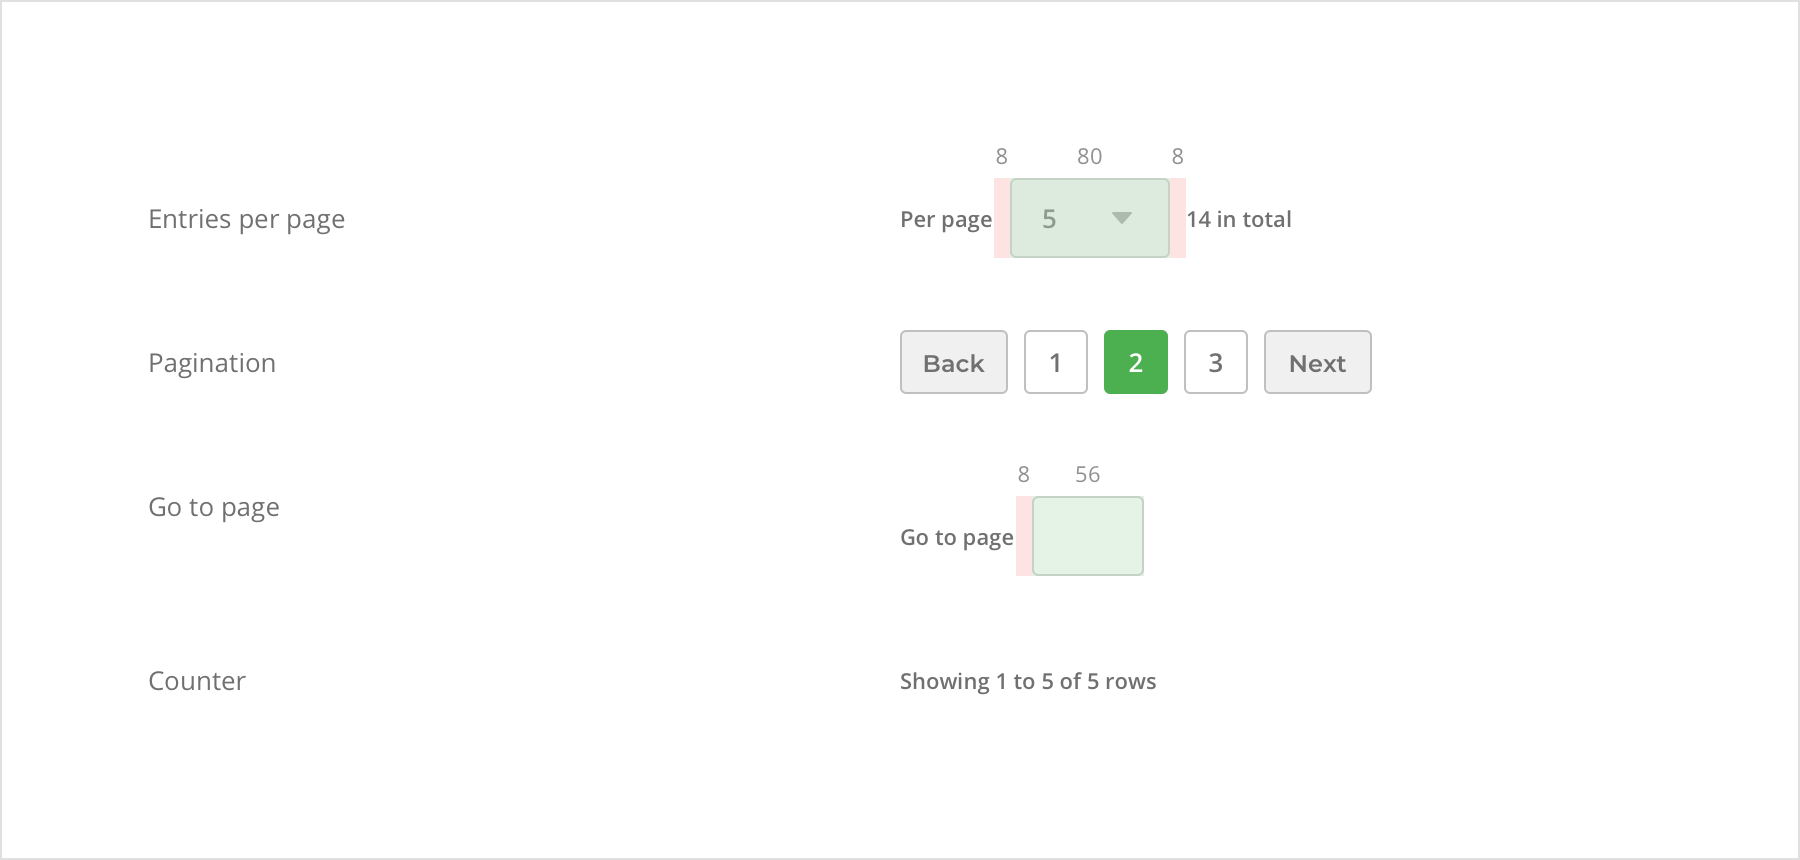 8 80 8
Entries per page Per page 5 14 in total
Pagination Back 1 2 3 Next
8 56
Go to page
Go to page
Counter Showing 1 to 5 of 5 rows